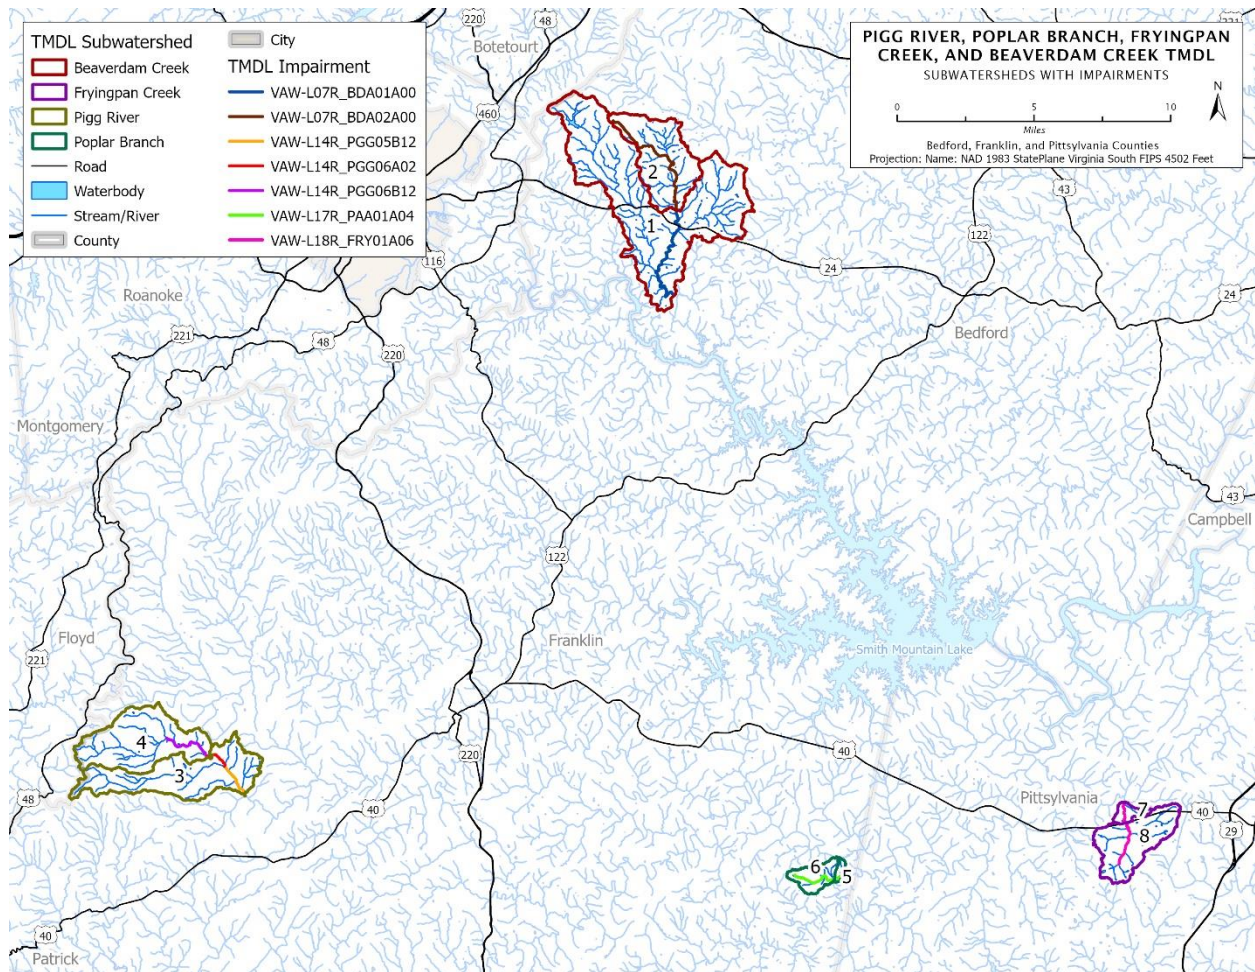 TMDL Subwatershed
Beaverdam Creek
Fryingpan Creek
Pigg River
Poplar Branch
Road
Waterbody
Stream/River
County
City
TMDL Impairment
VAW-L07R_BDA01A00
VAW-L07R_BDA02A00
VAW-L14R_PGG05B12
VAW-L14R_PGG06A02
VAW-L14R_PGG06B12
VAW-L17R_PAA01A04
VAW-L18R_FRY01A06
PIGG RIVER, POPLAR BRANCH, FRYINGPAN
CREEK, AND BEAVERDAM CREEK TMDL
SUBWATERSHEDS WITH IMPAIRMENTS
N
0 5 10
Miles
Bedford, Franklin, and Pittsylvania Counties
Projection: Name: NAD 1983 StatePlane Virginia South FIPS 4502 Feet
220
48
Botetourt
460
2
1
43
122
116
24
24
Roanoke
221
48
220
Bedford
Montgomery
43
Campbell
122
Floyd
221
Franklin
Smith Mountain Lake
4
3
220
40
48
40
Pittsylvania
7
40
8
29
6
5
40
Patrick